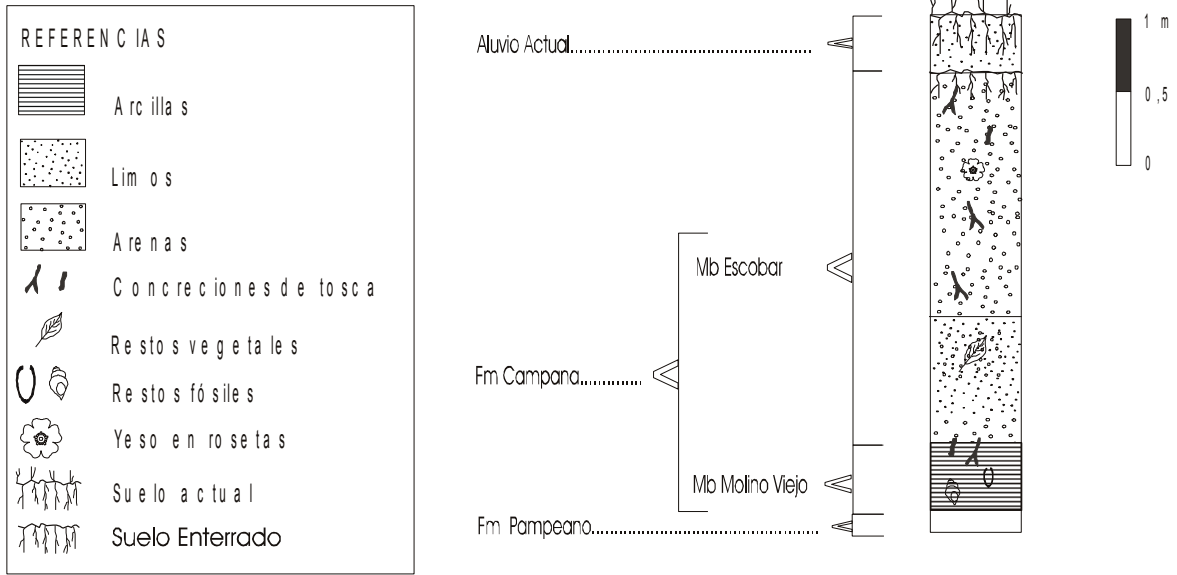 REFERENCIAS
Arcillas
Limos
Arenas
Concreciones de tosca
Restos vegetales
Restos fósiles
Yeso en rosetas
Suelo actual
Suelo Enterrado
Aluvio Actual
Mb Escobar
Fm Campana
Mb Molino Viejo
Fm Pampeano
1 m
0,5
0